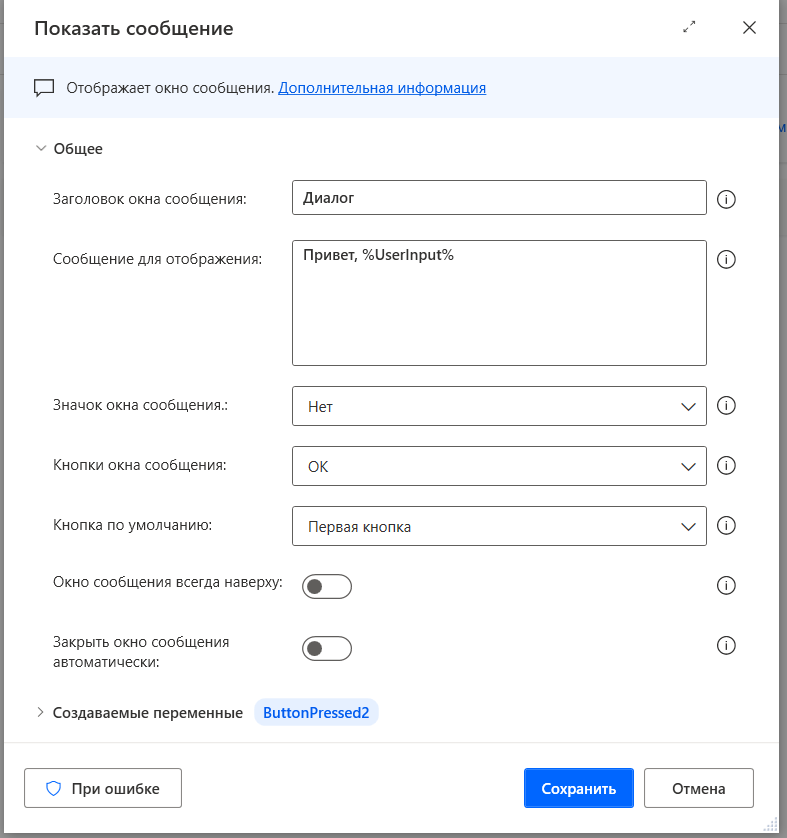 Показать сообщение
Отображает окно сообщения. Дополнительная информация
Общее
Заголовок окна сообщения:
Диалог
Сообщение для отображения:
Привет, %UserInput%
Значок окна сообщения.:
Нет
Кнопки окна сообщения:
ОК
Кнопка по умолчанию:
Первая кнопка
Окно сообщения всегда наверху:
Закрыть окно сообщения
автоматически:
Создаваемые переменные ButtonPressed2
При ошибке
Сохранить
Отмена